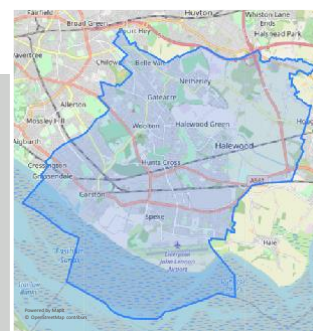 Fairfield
Huyton
Whiston Lane
Ends
Broad Green
Halsnead Park
Childwall
Belle Vale
Netherley
Gateacre
Allerton
Mossley Hill
Woolton
Halewood Green
Aigburth
Halewood
Hunts Cross
Cressington
Grassendale
Garston
Speke
Hale
Liverpool
John Lennon
Airport
Powered by Mapit
© OpenStreetMap contributors